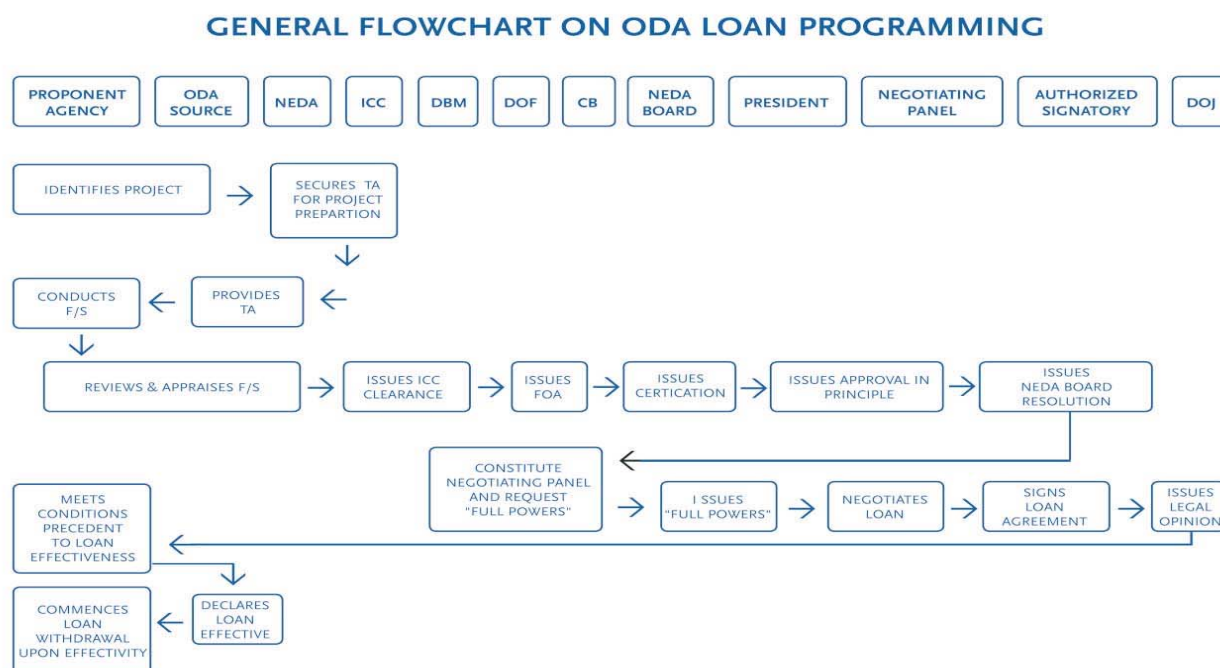 GENERAL FLOWCHART ON ODA LOAN PROGRAMMING
PROPONENT
AGENCY
ODA
SOURCE
NEDA
ICC
DBM
DOF
CB
NEDA
BOARD
PRESIDENT
NEGOTIATING
PANEL
AUTHORIZED
SIGNATORY
DOJ
IDENTIFIES PROJECT
SECURES TA
FOR PROJECT
PREPARTION
CONDUCTS
F/S
PROVIDES
TA
REVIEWS & APPRAISES F/S
ISSUES ICC
CLEARANCE
ISSUES
FOA
ISSUES
CERTICATION
ISSUES APPROVAL IN
PRINCIPLE
ISSUES
NEDA BOARD
RESOLUTION
CONSTITUTE
NEGOTIATING PANEL
AND REQUEST
"FULL POWERS"
I SSUES
"FULL POWERS"
NEGOTIATES
LOAN
SIGNS
LOAN
AGREEMENT
ISSUES
LEGAL
OPINION
MEETS
CONDITIONS
PRECEDENT
TO LOAN
EFFECTIVENESS
DECLARES
LOAN
EFFECTIVE
COMMENCES
LOAN
WITHDRAWAL
UPON EFFECTIVITY